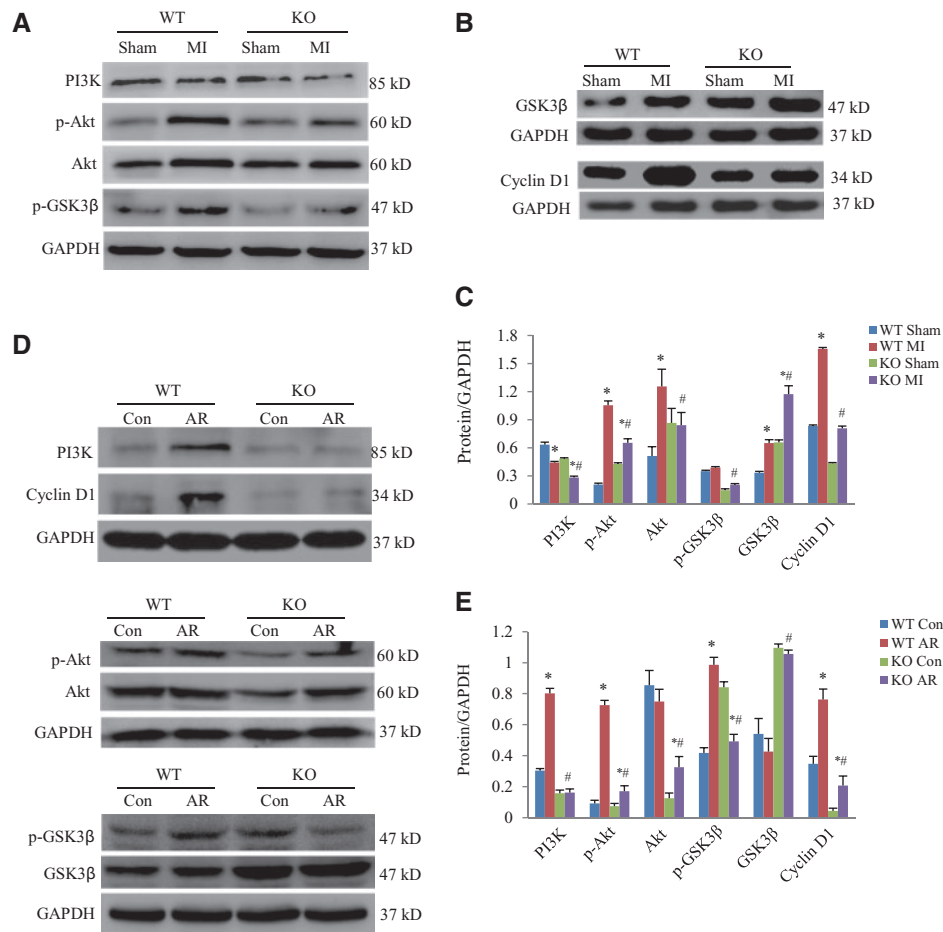 A
WT KO
Sham MI Sham MI
PI3K 85 kD
p-Akt 60 kD
Akt 60 kD
p-GSK3β 47 kD
GAPDH 37 kD
B
WT KO
Sham MI Sham MI
GSK3β 47 kD
GAPDH 37 kD
Cyclin D1 34 kD
GAPDH 37 kD
C
Protein/GAPDH
1.8
1.5
1.2
0.9
0.6
0.3
0
* * *# * # # * *# * #
*#
PI3K p-Akt Akt p-GSK3β GSK3β Cyclin D1
WT Sham
WT MI
KO Sham
KO MI
D
WT KO
Con AR Con AR
PI3K 85 kD
Cyclin D1 34 kD
GAPDH 37 kD
WT KO
Con AR Con AR
p-Akt 60 kD
Akt 60 kD
GAPDH 37 kD
WT KO
Con AR Con AR
p-GSK3β 47 kD
GSK3β 47 kD
GAPDH 37 kD
E
Protein/GAPDH
1.2
1
0.8
0.6
0.4
0.2
0
* # * *# *# * *# # * *#
PI3K p-Akt Akt p-GSK3β GSK3β Cyclin D1
WT Con
WT AR
KO Con
KO AR